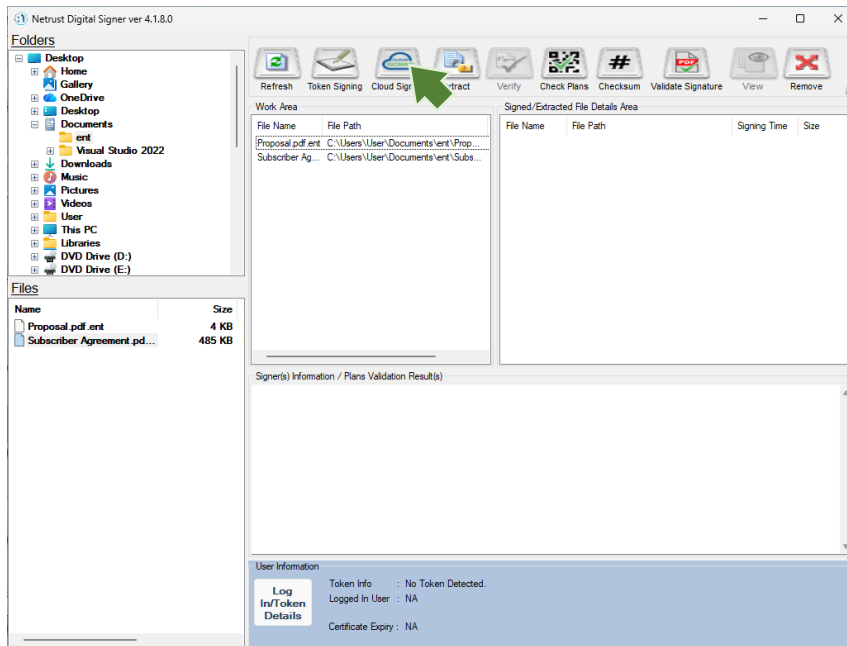 Netrust Digital Signer ver 4.1.8.0
Folders
Desktop
Home
Gallery
OneDrive
Desktop
Documents
ent
Visual Studio 2022
Downloads
Music
Pictures
Videos
User
This PC
Libraries
DVD Drive (D:)
DVD Drive (E:)
Files
Name Size
Proposal.pdf.ent 4 KB
Subscriber Agreement.pd... 485 KB
Refresh Token Signing Cloud Sign tract Verify Check Plans Checksum Validate Signature View Remove
Work Area
File Name File Path
Proposal.pdf.ent C:\Users\User\Documents\ent\Prop...
Subscriber Ag... C:\Users\User\Documents\ent\Subs...
Signed/Extracted File Details Area
File Name File Path Signing Time Size
Signer(s) Information / Plans Validation Result(s)
User Information
Log In/Token Details
Token Info : No Token Detected.
Logged In User : NA
Certificate Expiry : NA